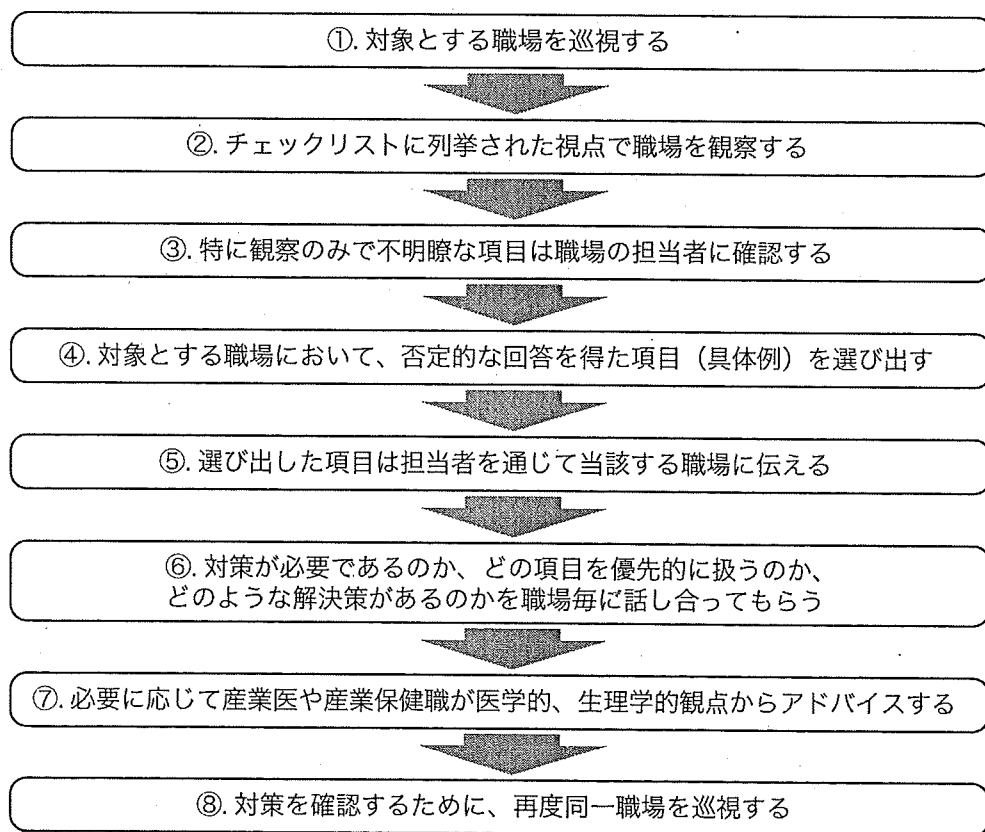 ①. 対象とする職場を巡視する
②. チェックリストに列挙された視点で職場を観察する
③. 特に観察のみで不明瞭な項目は職場の担当者に確認する
④. 対象とする職場において、否定的な回答を得た項目（具体例）を選び出す
⑤. 選び出した項目は担当者を通じて当該する職場に伝える
⑥. 対策が必要であるのか、どの項目を優先的に扱うのか、
どのような解決策があるのかを職場毎に話し合ってもらう
⑦. 必要に応じて産業医や産業保健職が医学的、生理学的観点からアドバイスする
⑧. 対策を確認するために、再度同一職場を巡視する